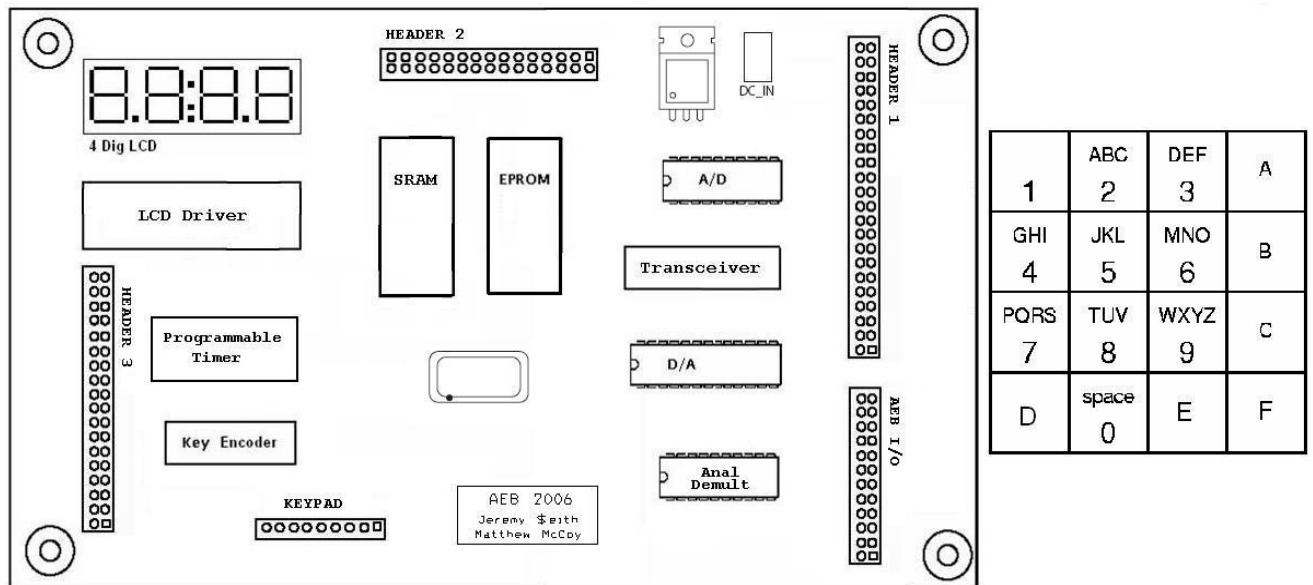 HEADER 2
DC_IN
HEADER 1
4 Dig LCD
SRAM
EPROM
A/D
LCD Driver
Transceiver
HEADER 3
Programmable
Timer
D/A
Key Encoder
AEB I/O
Anal
Demult
KEYPAD
AEB 2006
Jeremy $eith
Matthew McCoy
ABC DEF A
1 2 3
GHI JKL MNO B
4 5 6
PQRS TUV WXYZ C
7 8 9
D space E F
0